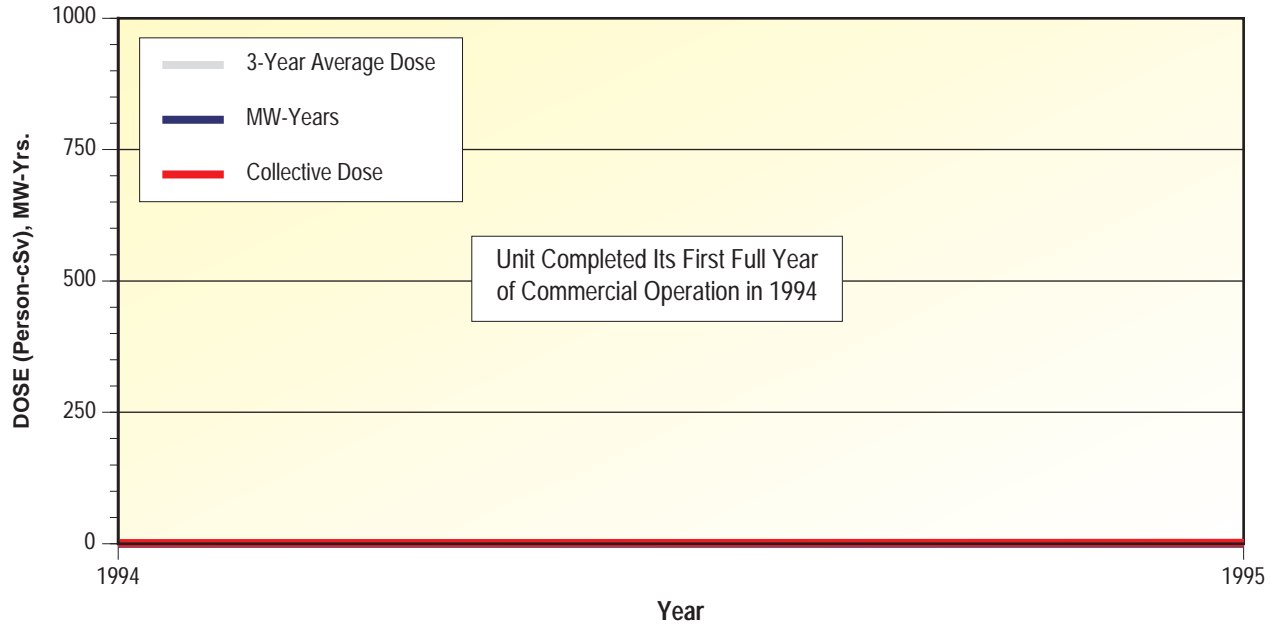 1000
750
500
250
0
DOSE (Person-cSv), MW-Yrs.
3-Year Average Dose
MW-Years
Collective Dose
Unit Completed Its First Full Year
of Commercial Operation in 1994
1994
1995
Year